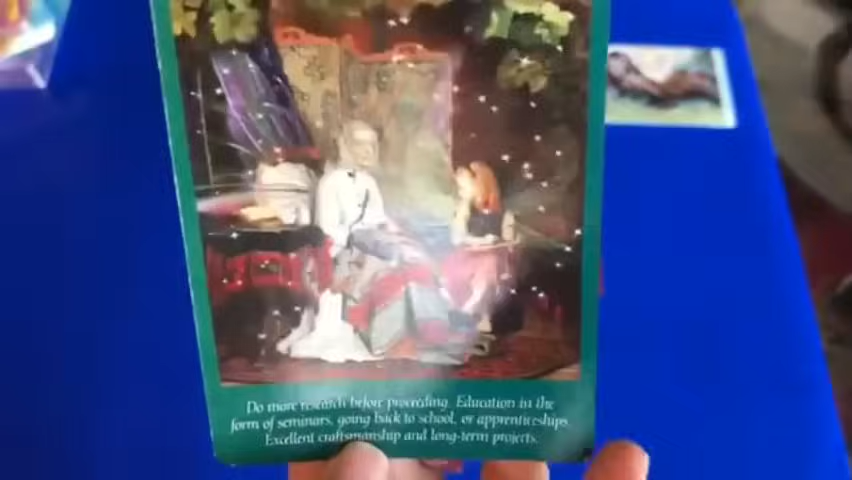 Do more research before proceeding. Education in the
form of seminars, going back to school, or apprenticeships.
Excellent craftsmanship and long-term projects.